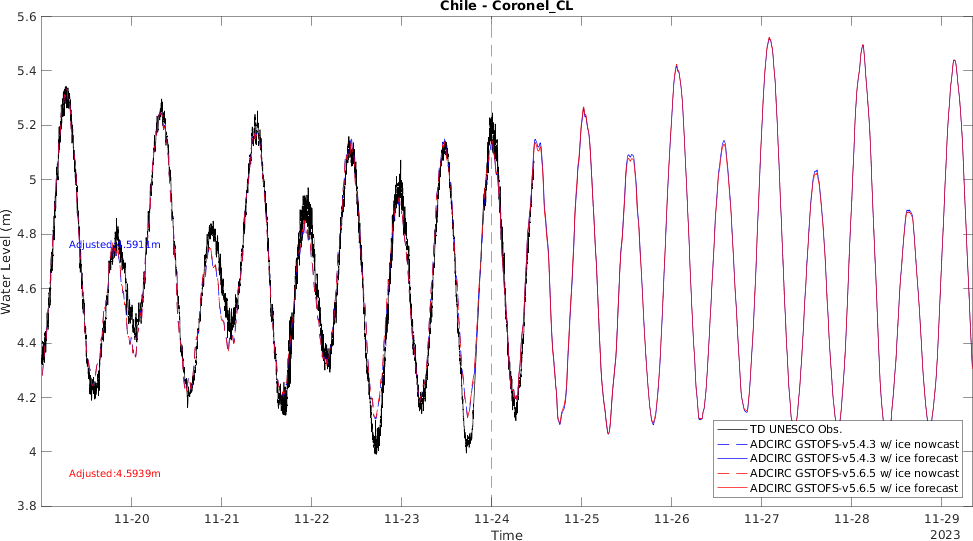 Chile - Coronel_CL
5.6
5.4
5.2
5
4.8
4.6
4.4
4.2
4
3.8
Water Level (m)
Adjusted:4.5911m
Adjusted:4.5939m
TD UNESCO Obs.
ADCIRC GSTOFS-v5.4.3 w/ ice nowcast
ADCIRC GSTOFS-v5.4.3 w/ ice forecast
ADCIRC GSTOFS-v5.6.5 w/ ice nowcast
ADCIRC GSTOFS-v5.6.5 w/ ice forecast
11-20 11-21 11-22 11-23 11-24 11-25 11-26 11-27 11-28 11-29
Time 2023